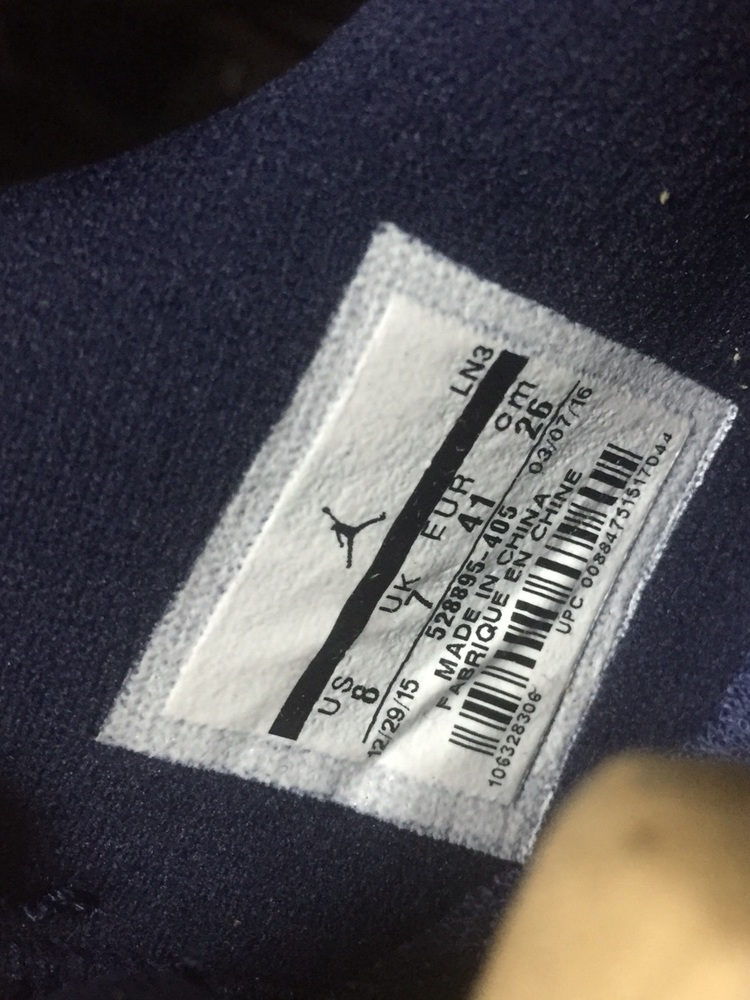 LN3
US UK EUR cm
8 7 41 26
12/29/15 528895-405 03/07/16
MADE IN CHINA
FABRIQUE EN CHINE
106328306 UPC 00884751517044